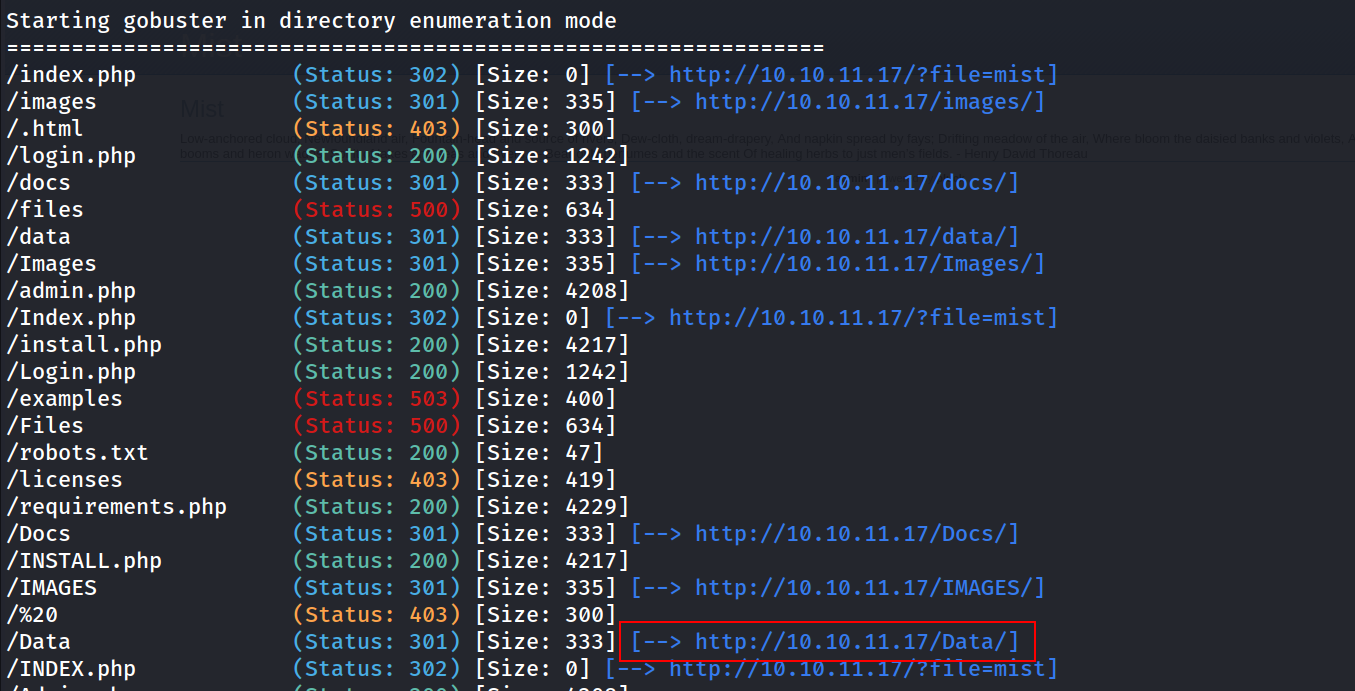 Starting gobuster in directory enumeration mode
===============================================================
/index.php (Status: 302) [Size: 0] [--> http://10.10.11.17/?file=mist]
/images (Status: 301) [Size: 335] [--> http://10.10.11.17/images/]
/.html (Status: 403) [Size: 300]
/login.php (Status: 200) [Size: 1242]
/docs (Status: 301) [Size: 333] [--> http://10.10.11.17/docs/]
/files (Status: 500) [Size: 634]
/data (Status: 301) [Size: 333] [--> http://10.10.11.17/data/]
/Images (Status: 301) [Size: 335] [--> http://10.10.11.17/Images/]
/admin.php (Status: 200) [Size: 4208]
/Index.php (Status: 302) [Size: 0] [--> http://10.10.11.17/?file=mist]
/install.php (Status: 200) [Size: 4217]
/Login.php (Status: 200) [Size: 1242]
/examples (Status: 503) [Size: 400]
/Files (Status: 500) [Size: 634]
/robots.txt (Status: 200) [Size: 47]
/licenses (Status: 403) [Size: 419]
/requirements.php (Status: 200) [Size: 4229]
/Docs (Status: 301) [Size: 333] [--> http://10.10.11.17/Docs/]
/INSTALL.php (Status: 200) [Size: 4217]
/IMAGES (Status: 301) [Size: 335] [--> http://10.10.11.17/IMAGES/]
/%20 (Status: 403) [Size: 300]
/Data (Status: 301) [Size: 333] [--> http://10.10.11.17/Data/]
/INDEX.php (Status: 302) [Size: 0] [--> http://10.10.11.17/?file=mist]